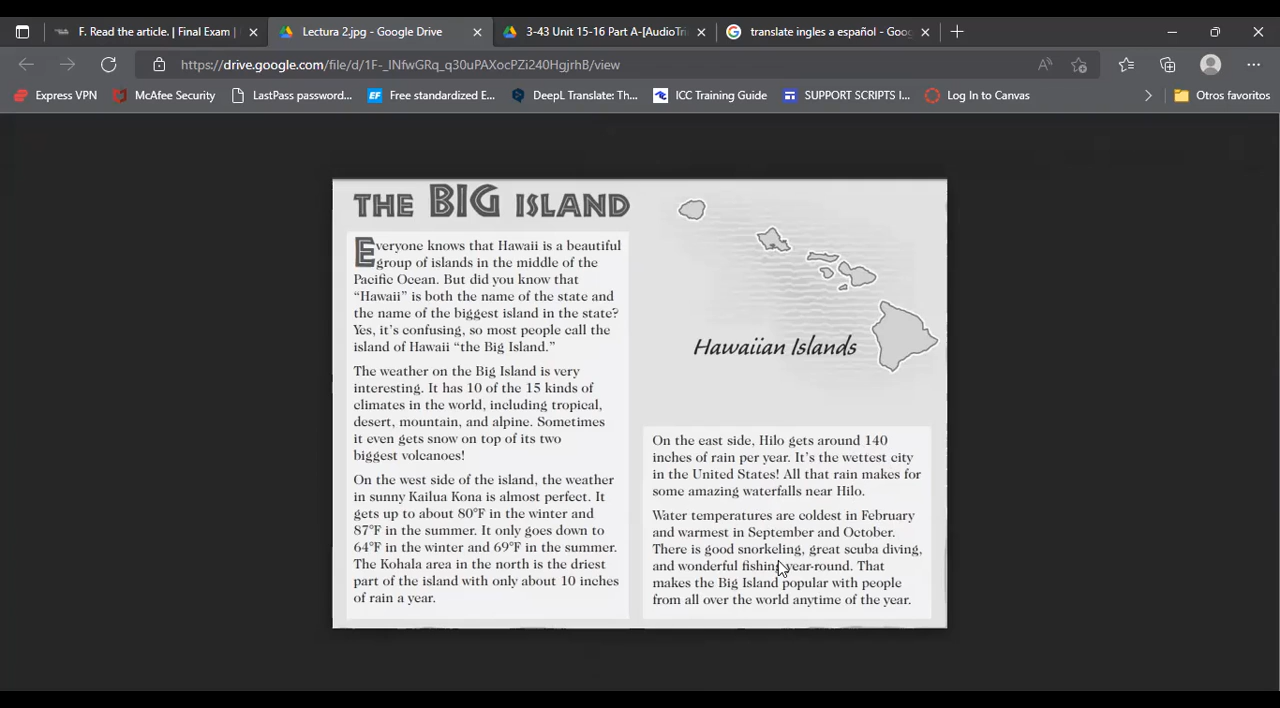 F. Read the article. | Final Exam |
Lectura 2.jpg - Google Drive
3-43 Unit 15-16 Part A-[AudioTri
translate ingles a español - Goog
https://drive.google.com/file/d/1F-_INfwGRq_q30uPAXocPZi240HgjrhB/view
Express VPN
McAfee Security
LastPass password...
Free standardized E...
DeepL Translate: Th...
ICC Training Guide
SUPPORT SCRIPTS I...
Log In to Canvas
Otros favoritos
THE BIG ISLAND
Everyone knows that Hawaii is a beautiful
group of islands in the middle of the
Pacific Ocean. But did you know that
“Hawaii” is both the name of the state and
the name of the biggest island in the state?
Yes, it’s confusing, so most people call the
island of Hawaii “the Big Island.”
The weather on the Big Island is very
interesting. It has 10 of the 15 kinds of
climates in the world, including tropical,
desert, mountain, and alpine. Sometimes
it even gets snow on top of its two
biggest volcanoes!
On the west side of the island, the weather
in sunny Kailua Kona is almost perfect. It
gets up to about 80°F in the winter and
87°F in the summer. It only goes down to
64°F in the winter and 69°F in the summer.
The Kohala area in the north is the driest
part of the island with only about 10 inches
of rain a year.
Hawaiian Islands
On the east side, Hilo gets around 140
inches of rain per year. It’s the wettest city
in the United States! All that rain makes for
some amazing waterfalls near Hilo.
Water temperatures are coldest in February
and warmest in September and October.
There is good snorkeling, great scuba diving,
and wonderful fishing year-round. That
makes the Big Island popular with people
from all over the world anytime of the year.